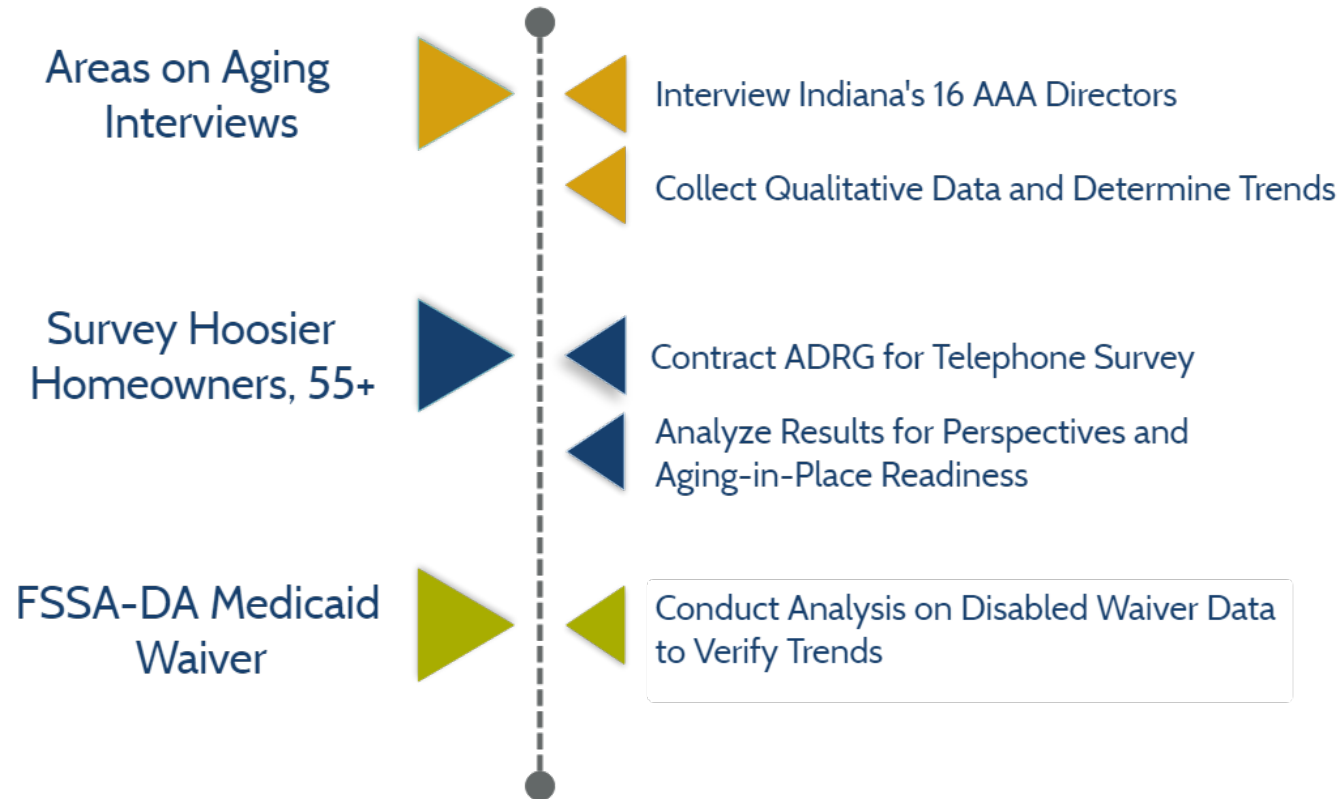 Areas on Aging
Interviews
Interview Indiana's 16 AAA Directors
Collect Qualitative Data and Determine Trends
Survey Hoosier
Homeowners, 55+
Contract ADRG for Telephone Survey
Analyze Results for Perspectives and
Aging-in-Place Readiness
FSSA-DA Medicaid
Waiver
Conduct Analysis on Disabled Waiver Data
to Verify Trends